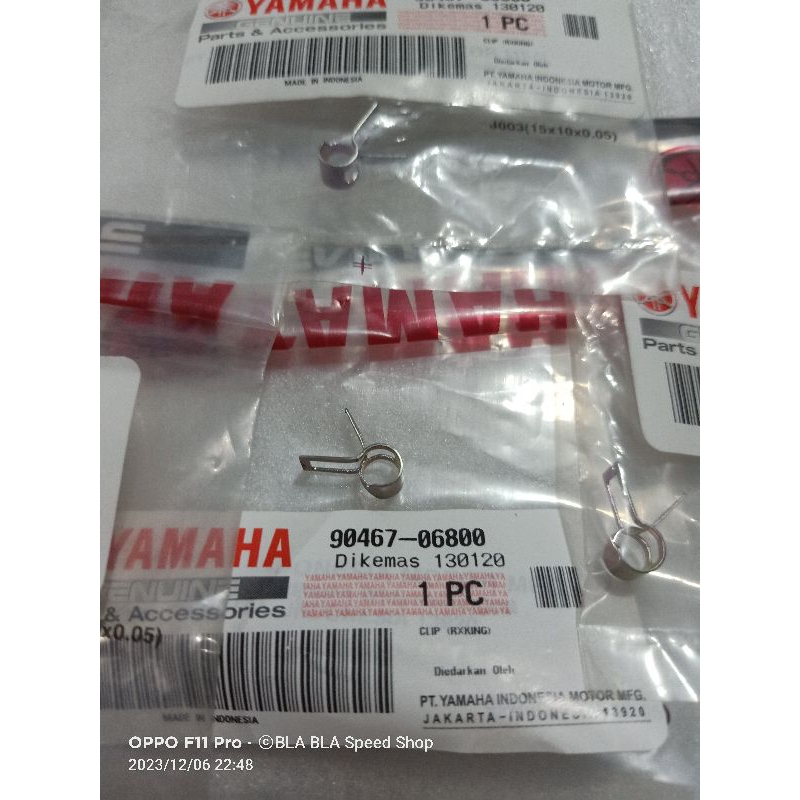 YAMAHA
GENUINE
Parts & Accessories
MADE IN INDONESIA
Dikemas 130120
1 PC
CLIP (RXKING)
Diedarkan Oleh
PT. YAMAHA INDONESIA MOTOR MFG.
JAKARTA-INDONESIA 13920
J003(15x10x0.05)
Parts
YAMAHA
GENUINE
& Accessories
x0.05)
MADE IN INDONESIA
90467-06800
Dikemas 130120
1 PC
CLIP (RXKING)
Diedarkan Oleh
PT. YAMAHA INDONESIA MOTOR MFG.
JAKARTA-INDONESIA 13920
OPPO F11 Pro · ©BLA BLA Speed Shop
2023/12/06 22:48